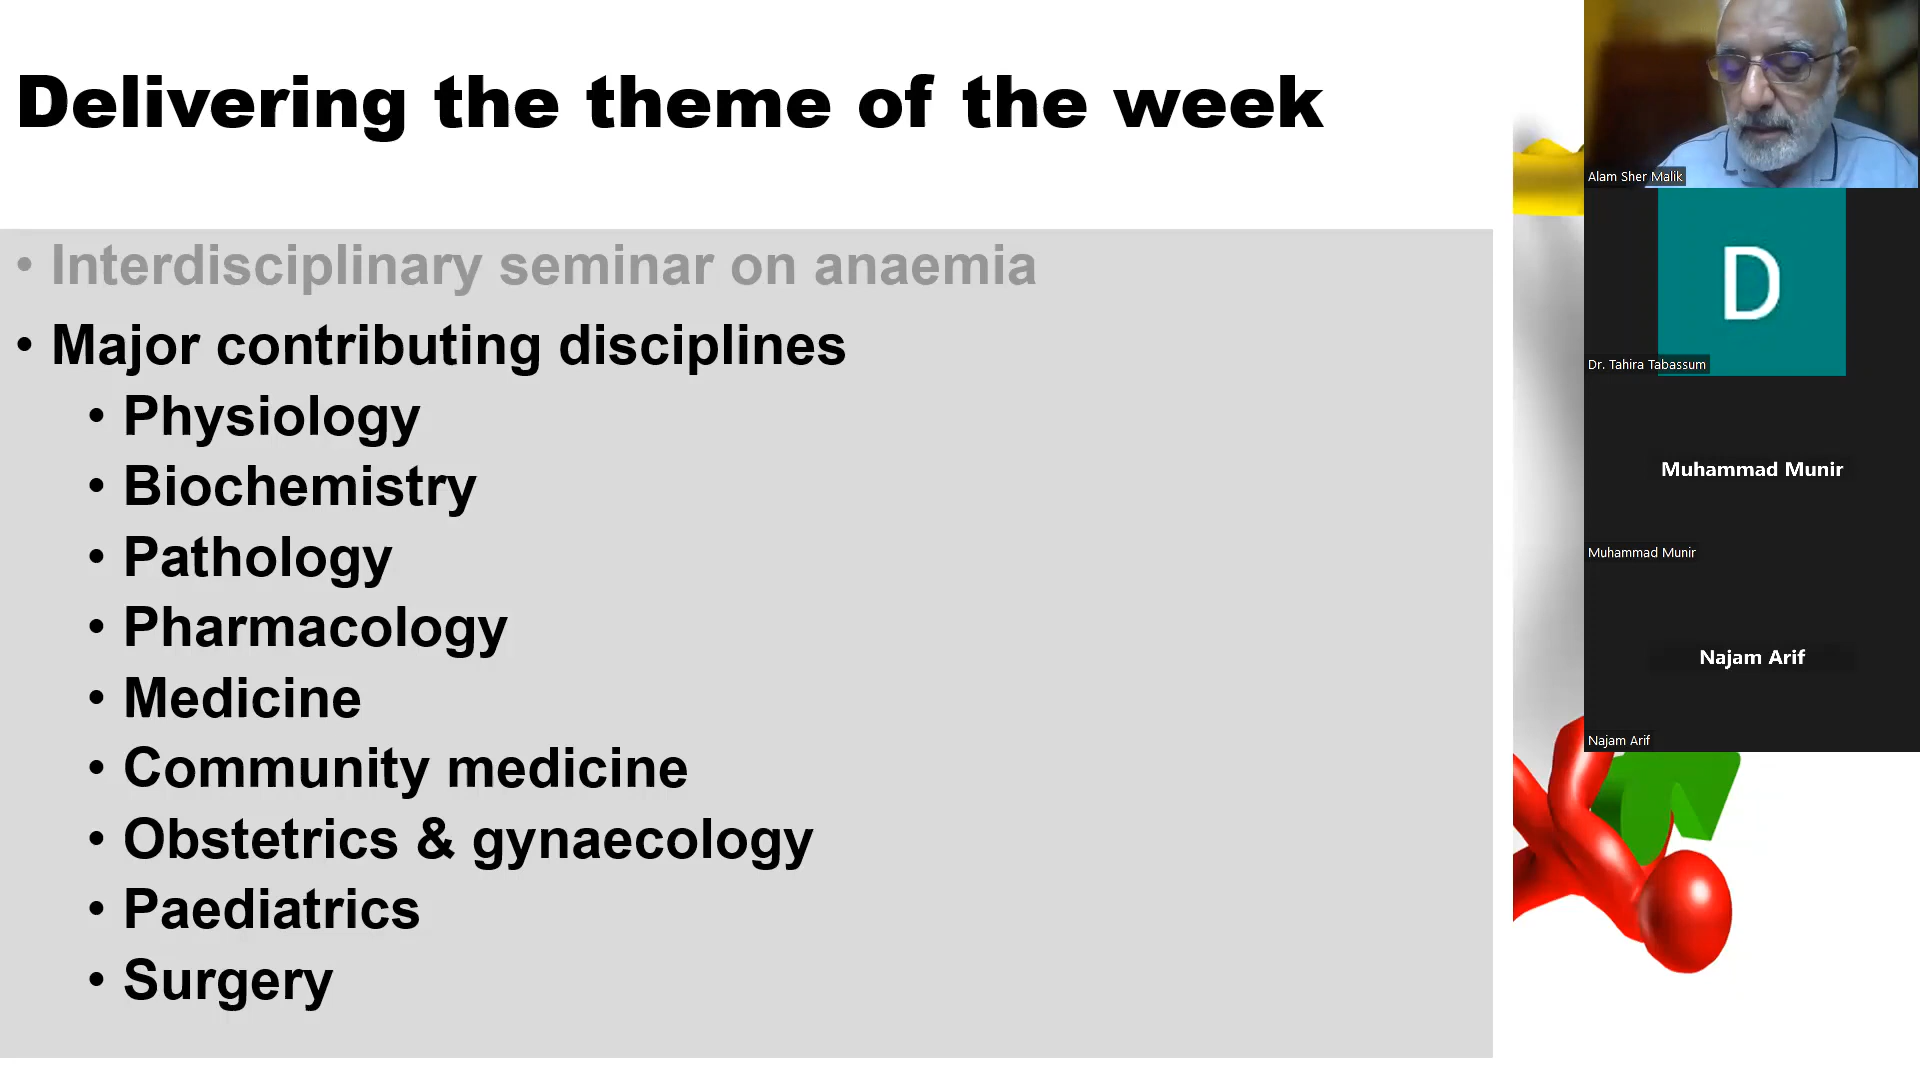 Delivering the theme of the week
• Interdisciplinary seminar on anaemia
• Major contributing disciplines
• Physiology
• Biochemistry
• Pathology
• Pharmacology
• Medicine
• Community medicine
• Obstetrics & gynaecology
• Paediatrics
• Surgery
Alam Sher Malik
D
Dr. Tahira Tabassum
Muhammad Munir
Muhammad Munir
Najam Arif
Najam Arif